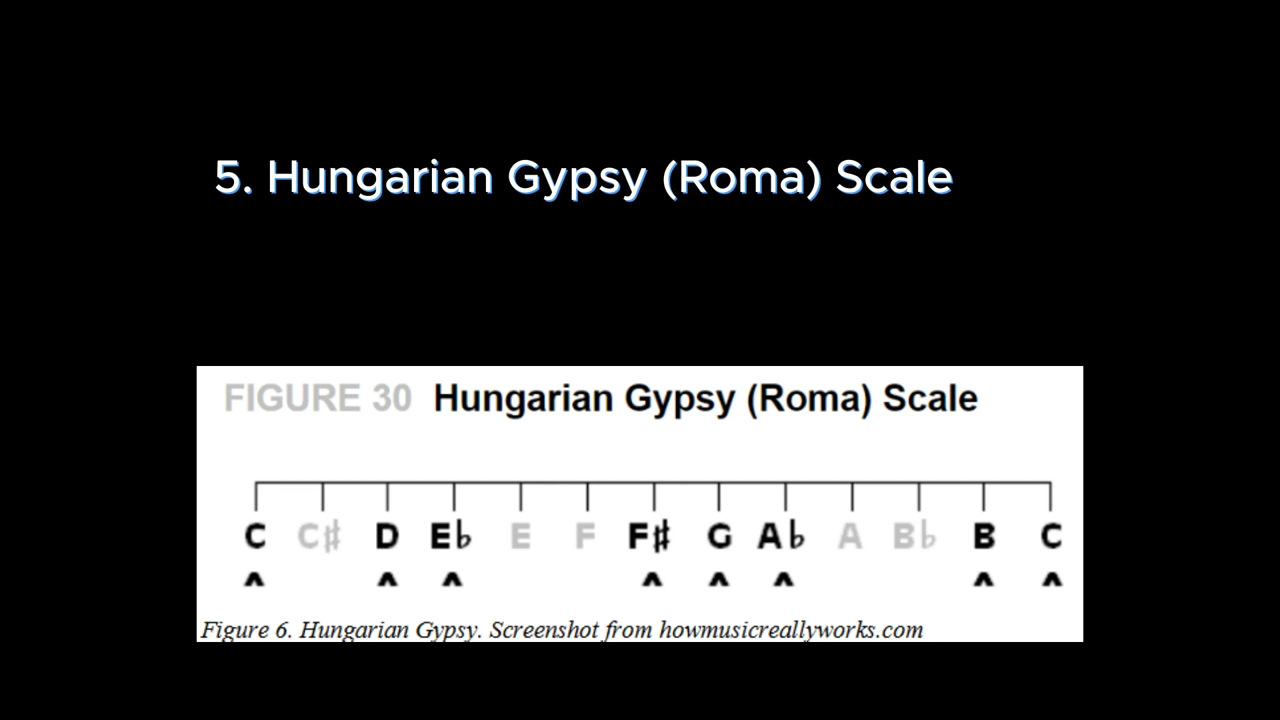 5. Hungarian Gypsy (Roma) Scale
FIGURE 30 Hungarian Gypsy (Roma) Scale
C C♯ D E♭ E F F♯ G A♭ A B♭ B C
^ ^ ^ ^ ^ ^ ^ ^
Figure 6. Hungarian Gypsy. Screenshot from howmusicreallyworks.com